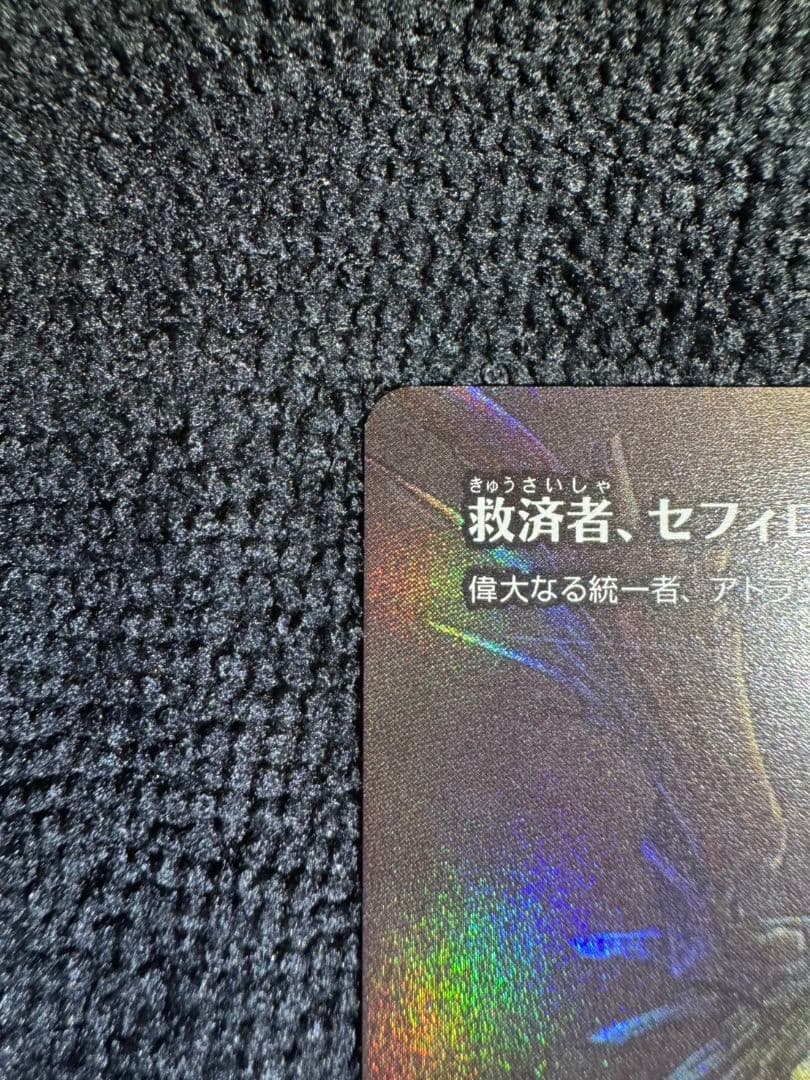 きゅうさいしゃ
救済者、セフィロ
偉大なる統一者、アトラ